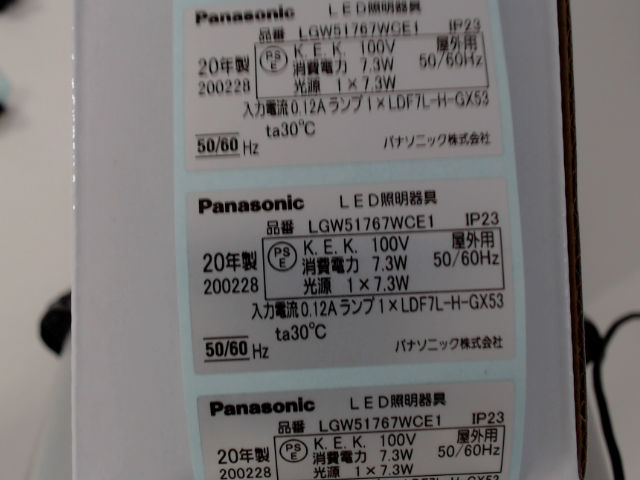 Panasonic LED照明器具
品番 LGW51767WCE1 IP23
20年製 PSE K.E.K. 100V 屋外用
消費電力 7.3W 50/60Hz
200228 光源 1×7.3W
入力電流0.12Aランプ1×LDF7L-H-GX53
ta30℃
50/60 Hz パナソニック株式会社
Panasonic LED照明器具
品番 LGW51767WCE1 IP23
20年製 PSE K.E.K. 100V 屋外用
消費電力 7.3W 50/60Hz
200228 光源 1×7.3W
入力電流0.12Aランプ1×LDF7L-H-GX53
ta30℃
50/60 Hz パナソニック株式会社
Panasonic LED照明器具
品番 LGW51767WCE1 IP23
20年製 PSE K.E.K. 100V 屋外用
消費電力 7.3W 50/60Hz
200228 光源 1×7.3W